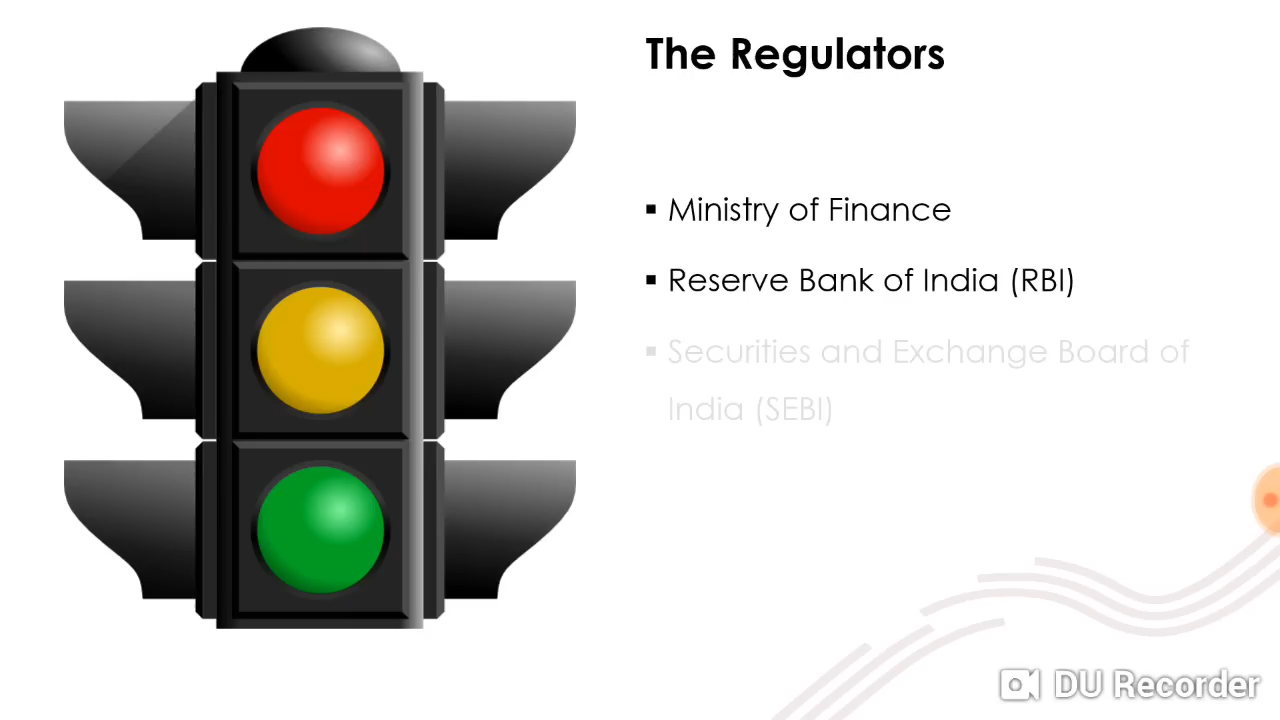 The Regulators
▪ Ministry of Finance
▪ Reserve Bank of India (RBI)
▪ Securities and Exchange Board of
India (SEBI)
DU Recorder